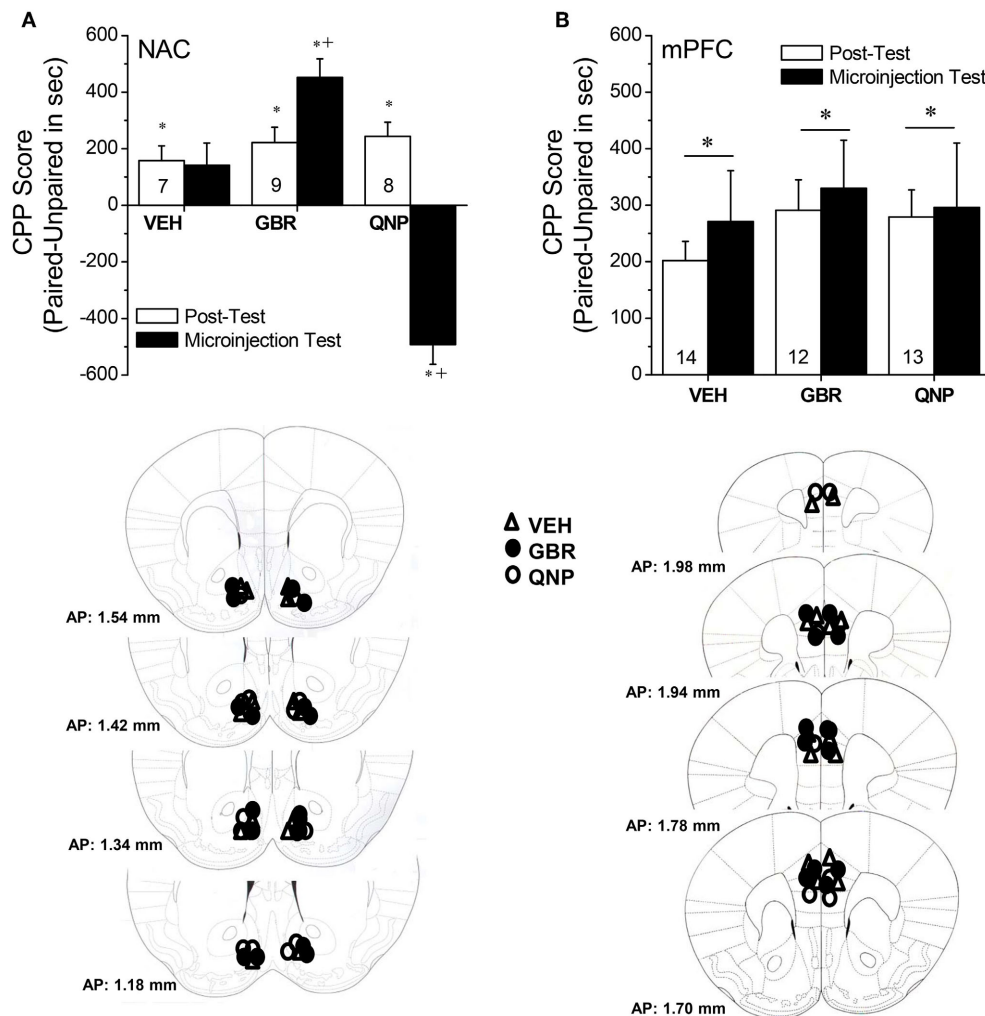 A
NAC
CPP Score
(Paired-Unpaired in sec)
600
400
200
0
-200
-400
-600
*
*
*+
*
*+
7
9
8
VEH
GBR
QNP
Post-Test
Microinjection Test
B
mPFC
CPP Score
(Paired-Unpaired in sec)
600
500
400
300
200
100
0
Post-Test
Microinjection Test
*
*
*
14
12
13
VEH
GBR
QNP
AP: 1.54 mm
AP: 1.42 mm
AP: 1.34 mm
AP: 1.18 mm
VEH
GBR
QNP
AP: 1.98 mm
AP: 1.94 mm
AP: 1.78 mm
AP: 1.70 mm